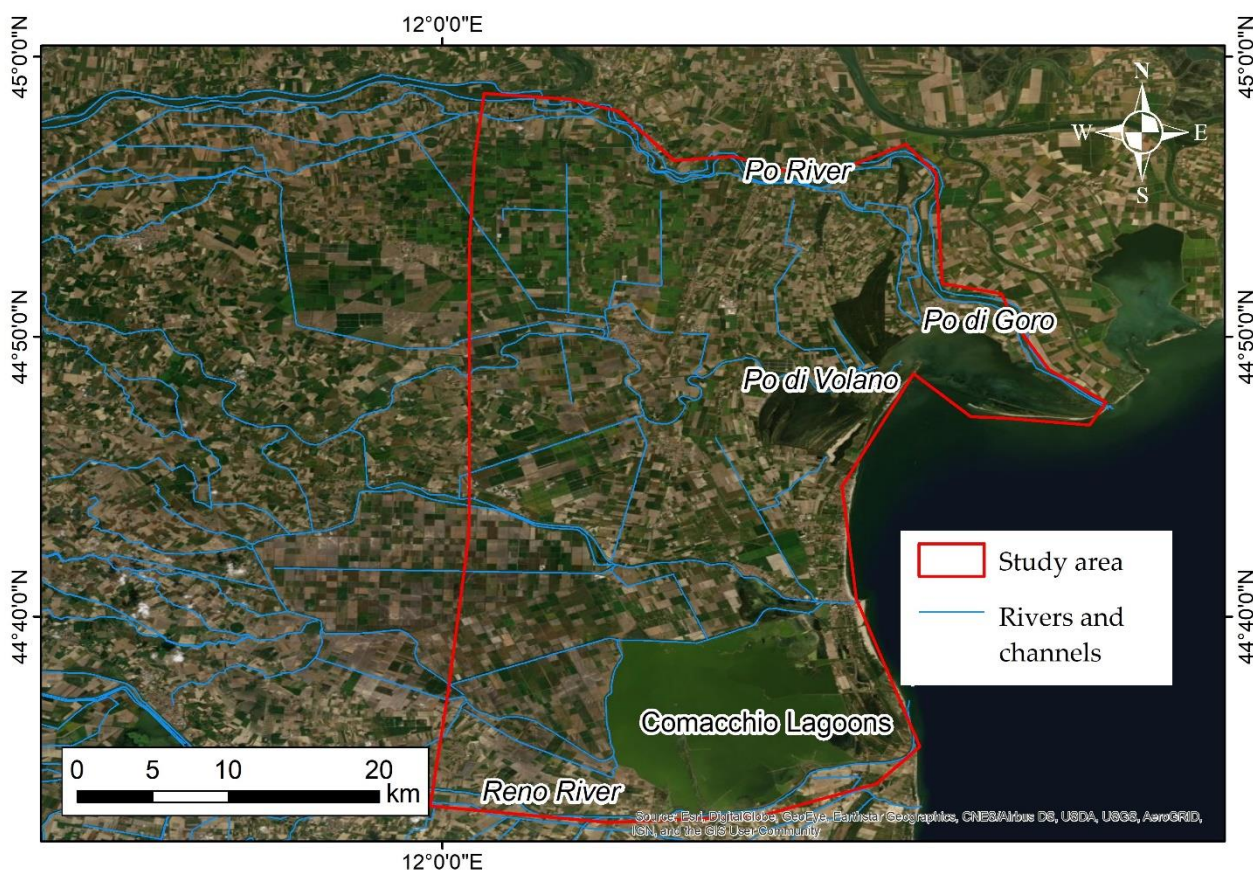 12°0'0"E
45°0'0"N
45°0'0"N
N
W
E
S
Po River
Po di Goro
44°50'0"N
44°50'0"N
Po di Volano
Study area
Rivers and
channels
44°40'0"N
44°40'0"N
Comacchio Lagoons
0 5 10 20
km
Reno River
Source: Esri, DigitalGlobe, GeoEye, Earthstar Geographics, CNES/Airbus DS, USDA, USGS, AeroGRID,
IGN, and the GIS User Community
12°0'0"E